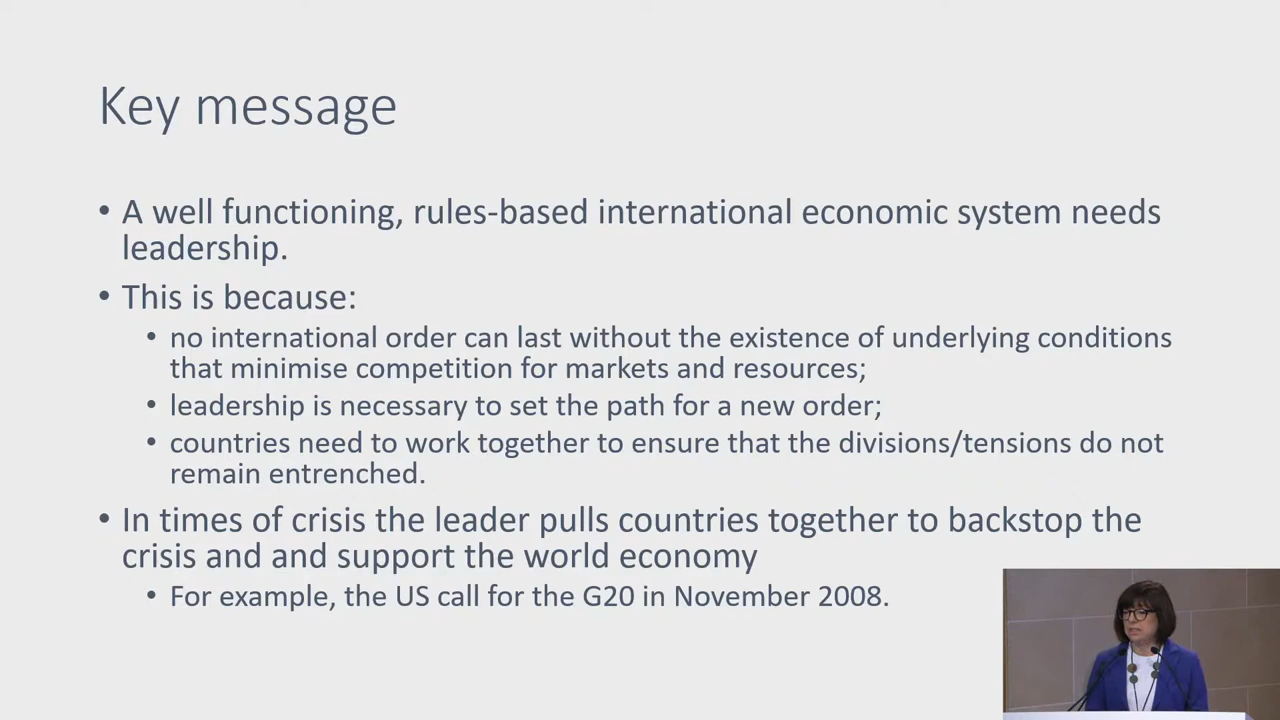 Key message
• A well functioning, rules-based international economic system needs
leadership.
• This is because:
• no international order can last without the existence of underlying conditions
that minimise competition for markets and resources;
• leadership is necessary to set the path for a new order;
• countries need to work together to ensure that the divisions/tensions do not
remain entrenched.
• In times of crisis the leader pulls countries together to backstop the
crisis and and support the world economy
• For example, the US call for the G20 in November 2008.